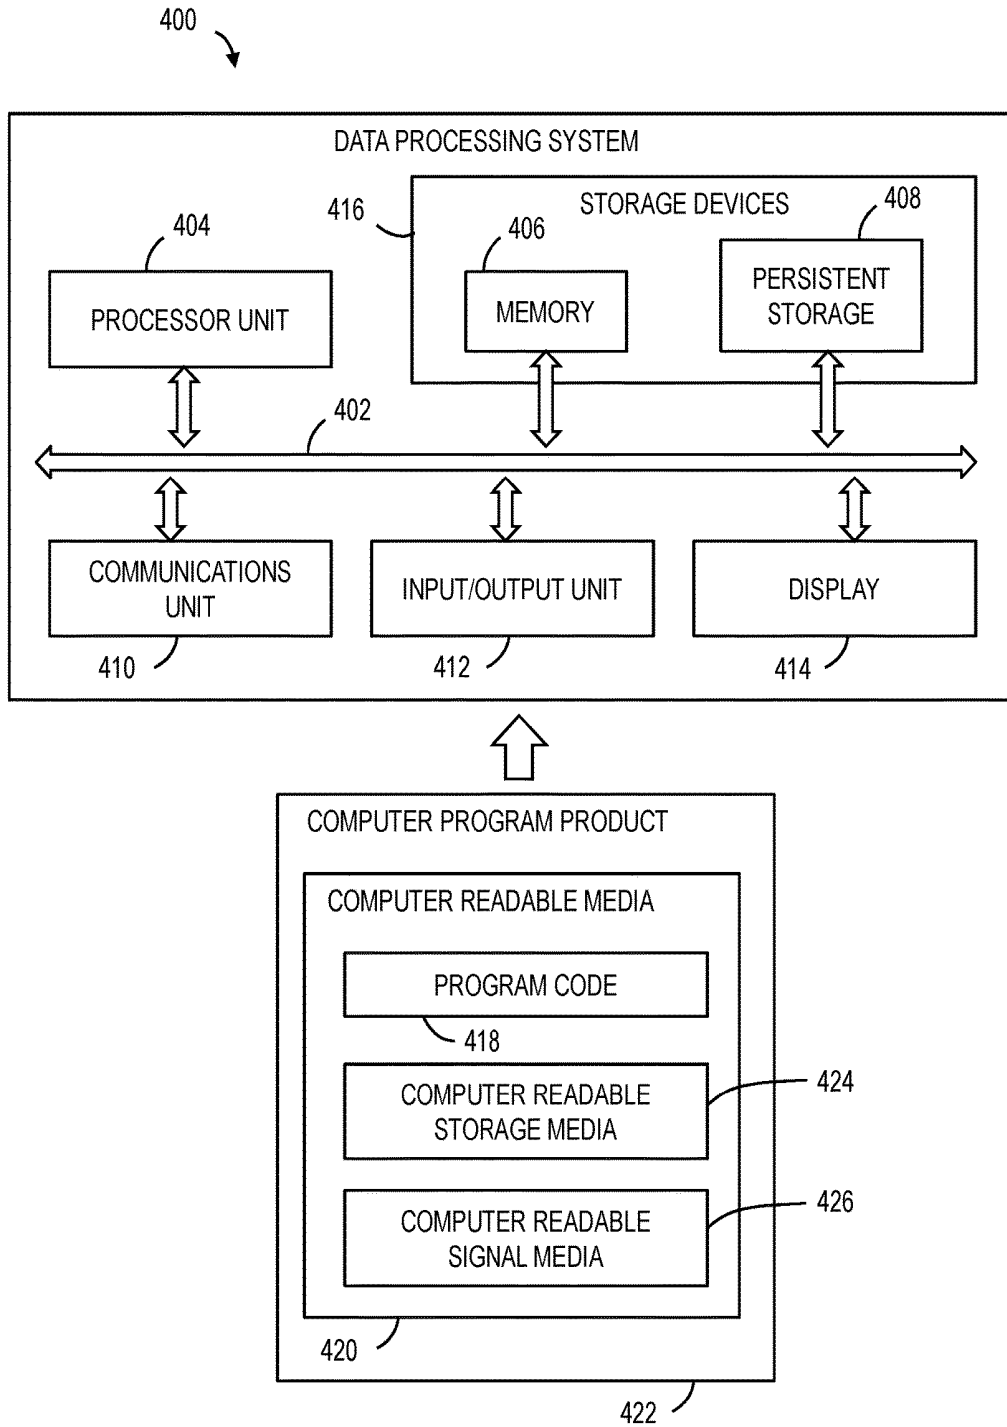 400
DATA PROCESSING SYSTEM
416
STORAGE DEVICES
408
404
406
PROCESSOR UNIT
MEMORY
PERSISTENT
STORAGE
402
COMMUNICATIONS
UNIT
INPUT/OUTPUT UNIT
DISPLAY
410
412
414
COMPUTER PROGRAM PRODUCT
COMPUTER READABLE MEDIA
PROGRAM CODE
418
COMPUTER READABLE
STORAGE MEDIA
424
COMPUTER READABLE
SIGNAL MEDIA
426
420
422